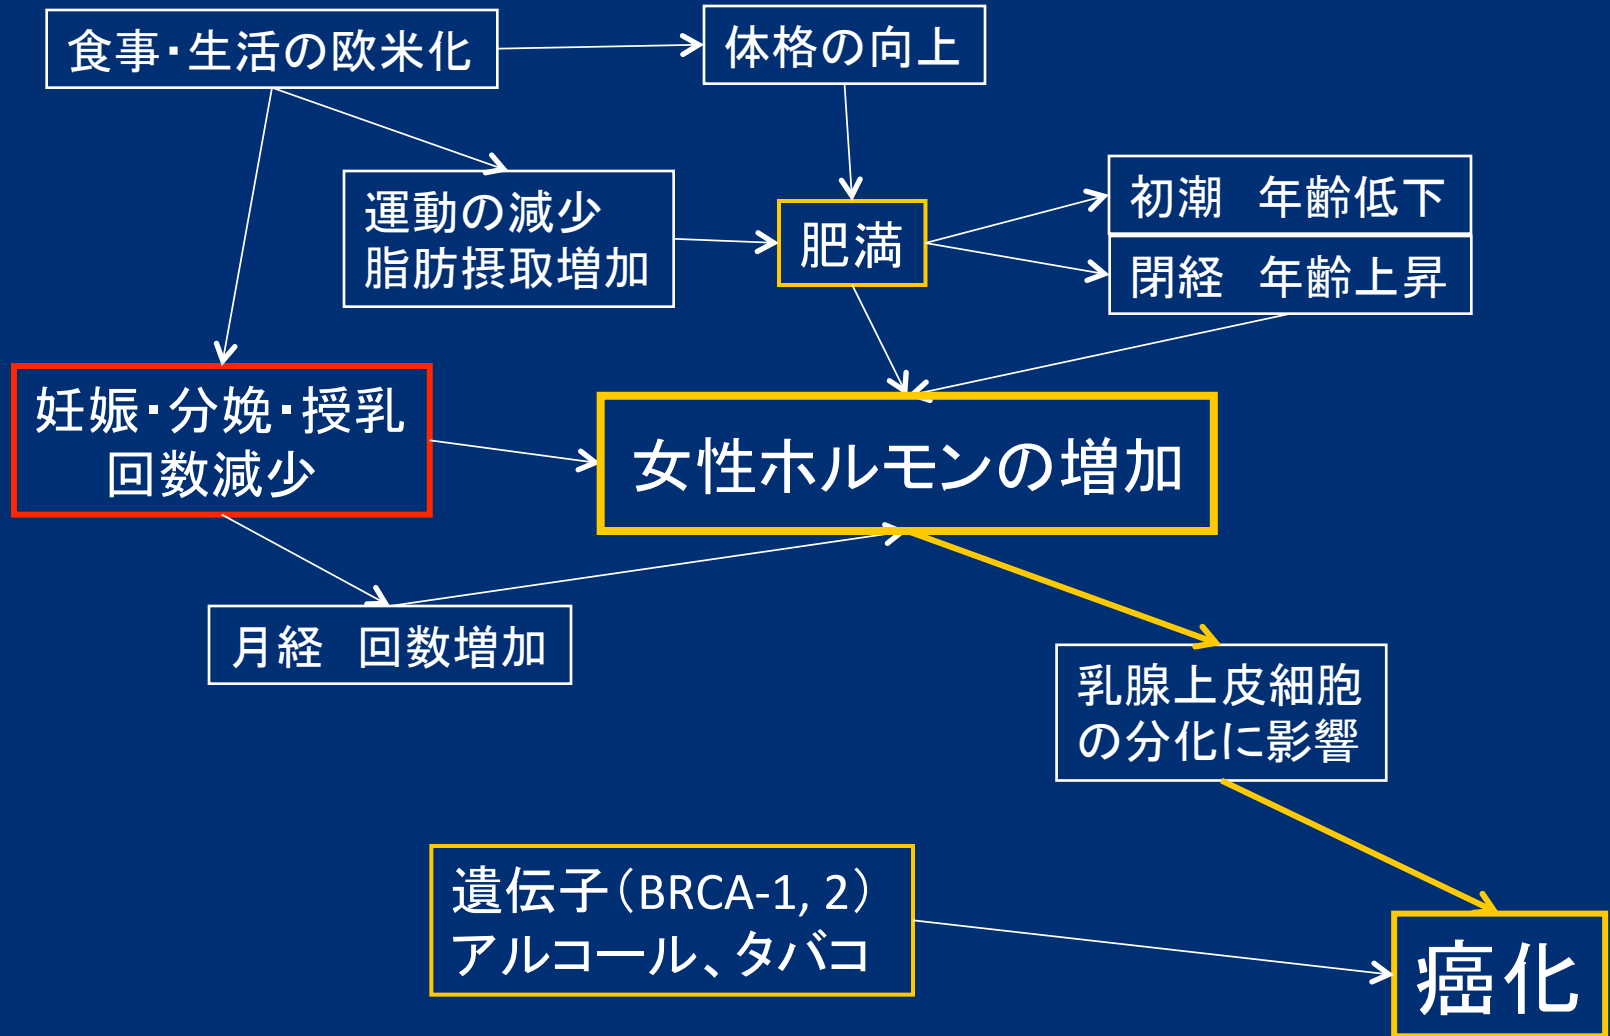 食事・生活の欧米化
体格の向上
運動の減少
脂肪摂取増加
肥満
初潮　年齢低下
閉経　年齢上昇
妊娠・分娩・授乳
回数減少
女性ホルモンの増加
月経　回数増加
乳腺上皮細胞
の分化に影響
遺伝子（BRCA-1, 2）
アルコール、タバコ
癌化